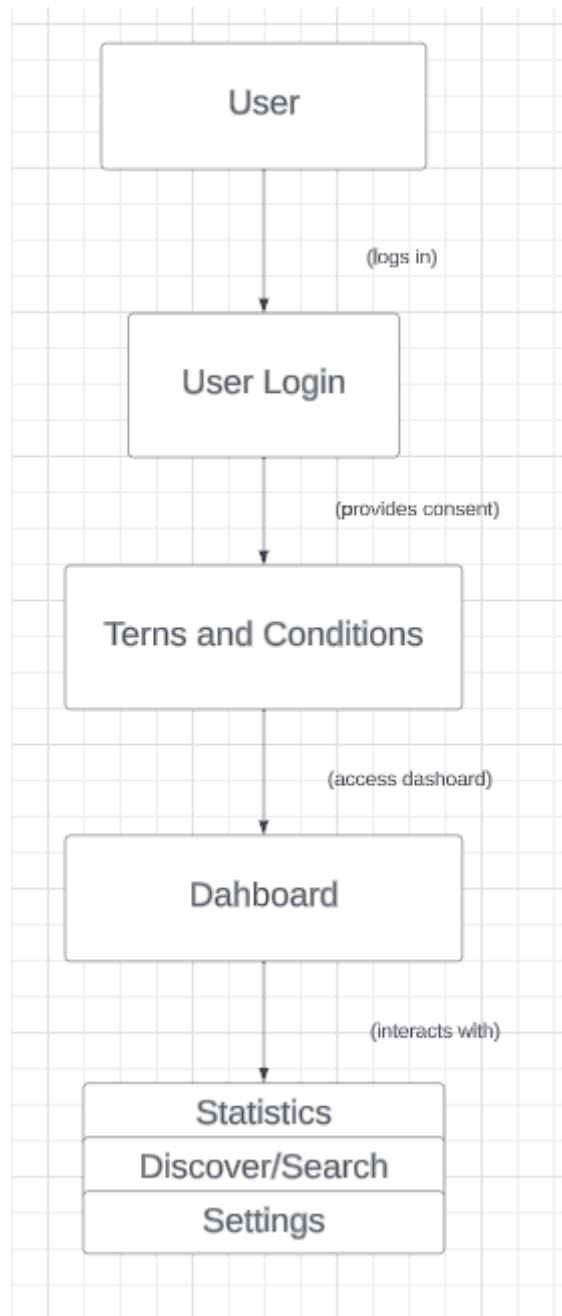 User
(logs in)
User Login
(provides consent)
Terns and Conditions
(access dashoard)
Dahboard
(interacts with)
Statistics
Discover/Search
Settings